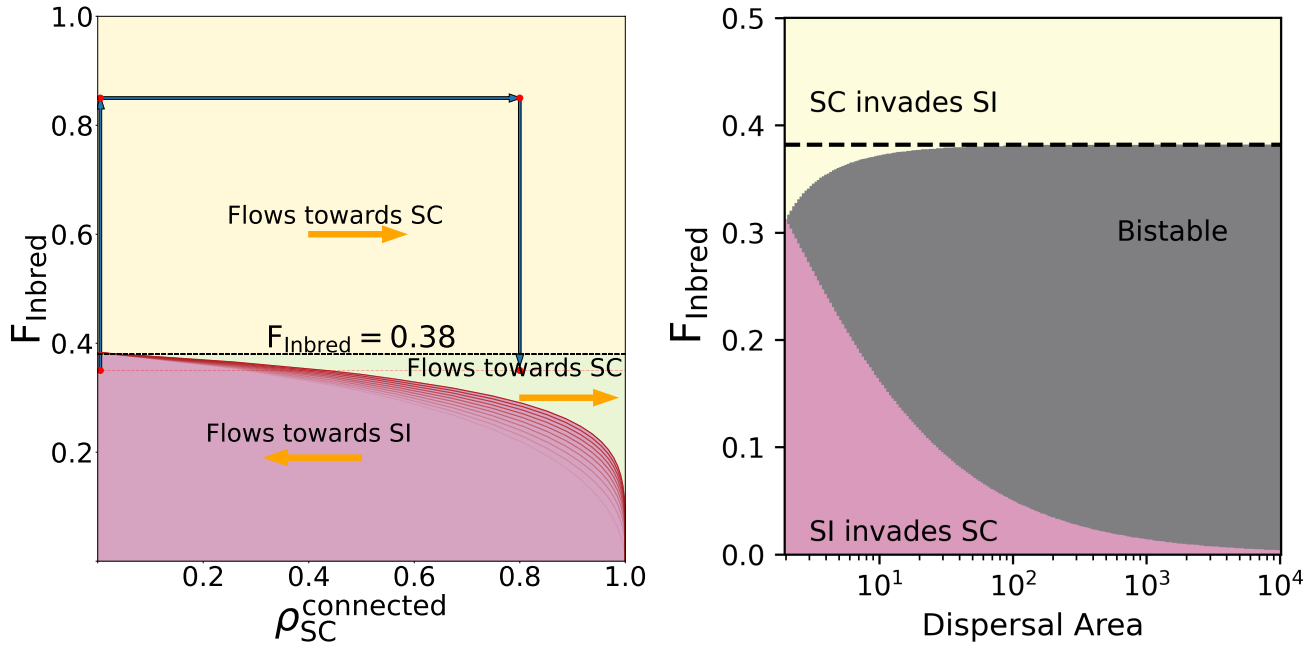 1.0
0.8
0.6
0.4
0.2
F_Inbred
Flows towards SC
F_Inbred = 0.38
Flows towards SC
Flows towards SI
0.2 0.4 0.6 0.8 1.0
ρ_SC^connected
0.5
0.4
0.3
0.2
0.1
0.0
F_Inbred
SC invades SI
Bistable
SI invades SC
10^1 10^2 10^3 10^4
Dispersal Area